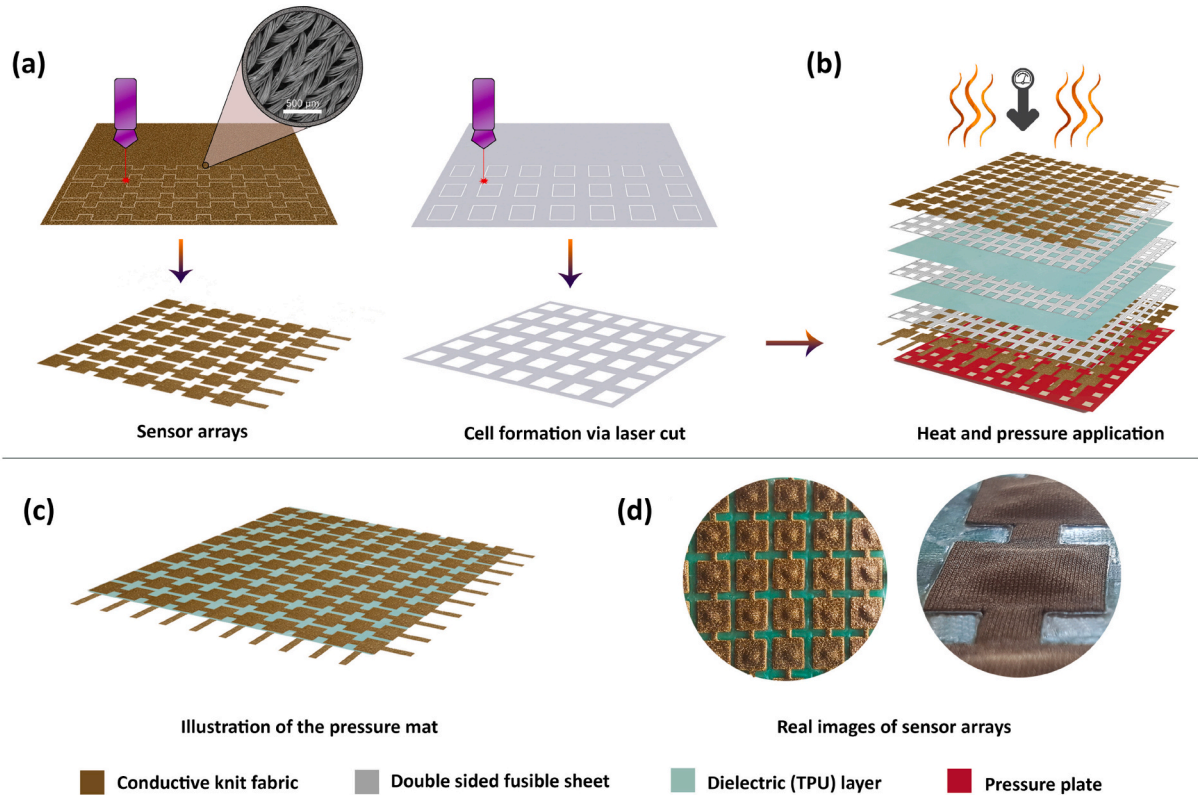 (a)
500 µm
(b)
Sensor arrays
Cell formation via laser cut
Heat and pressure application
(c)
(d)
Illustration of the pressure mat
Real images of sensor arrays
Conductive knit fabric
Double sided fusible sheet
Dielectric (TPU) layer
Pressure plate